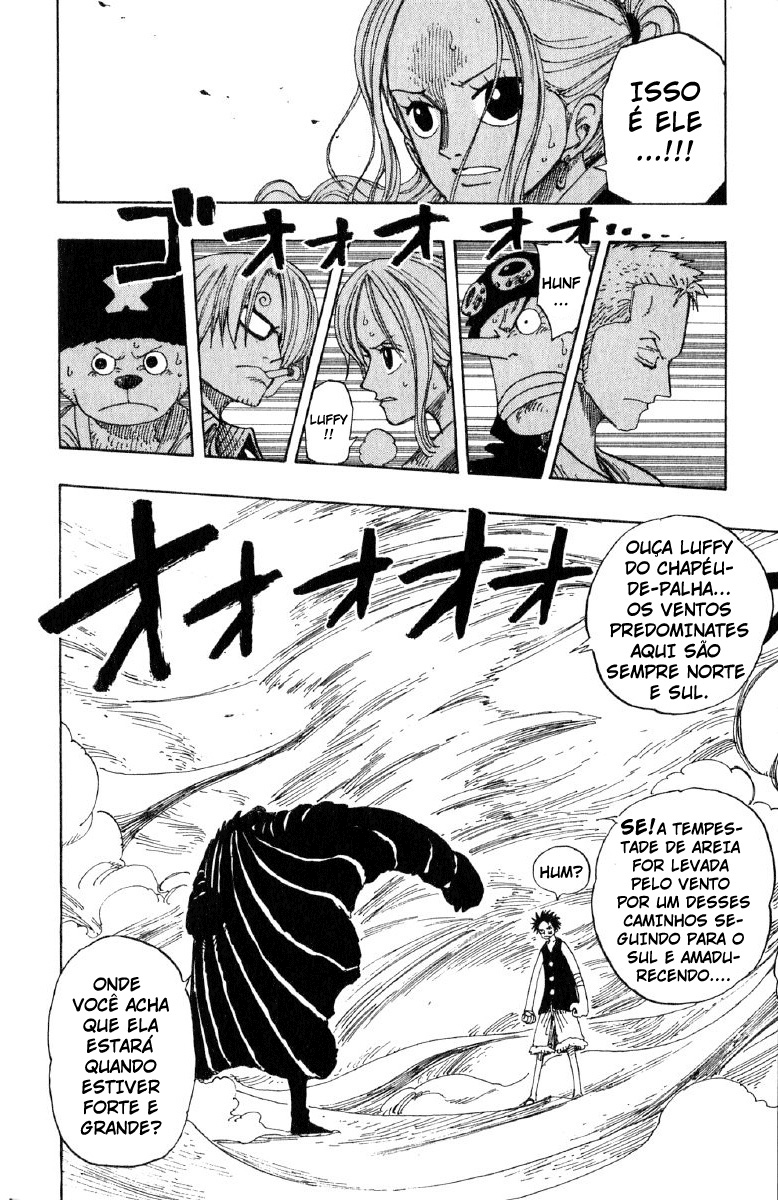 ISSO
É ELE
...!!!
ゴオオオオオ……
HUNF
...
LUFFY
!!
オオオオオ
OUÇA LUFFY
DO CHAPÉU-
DE-PALHA...
OS VENTOS
PREDOMINATES
AQUI SÃO
SEMPRE NORTE
E SUL.
SE! A TEMPES-
TADE DE AREIA
FOR LEVADA
PELO VENTO
POR UM DESSES
CAMINHOS SE-
GUINDO PARA O
SUL E AMADU-
RECENDO....
HUM?
ONDE
VOCÊ ACHA
QUE ELA
ESTARÁ
QUANDO
ESTIVER
FORTE E
GRANDE?